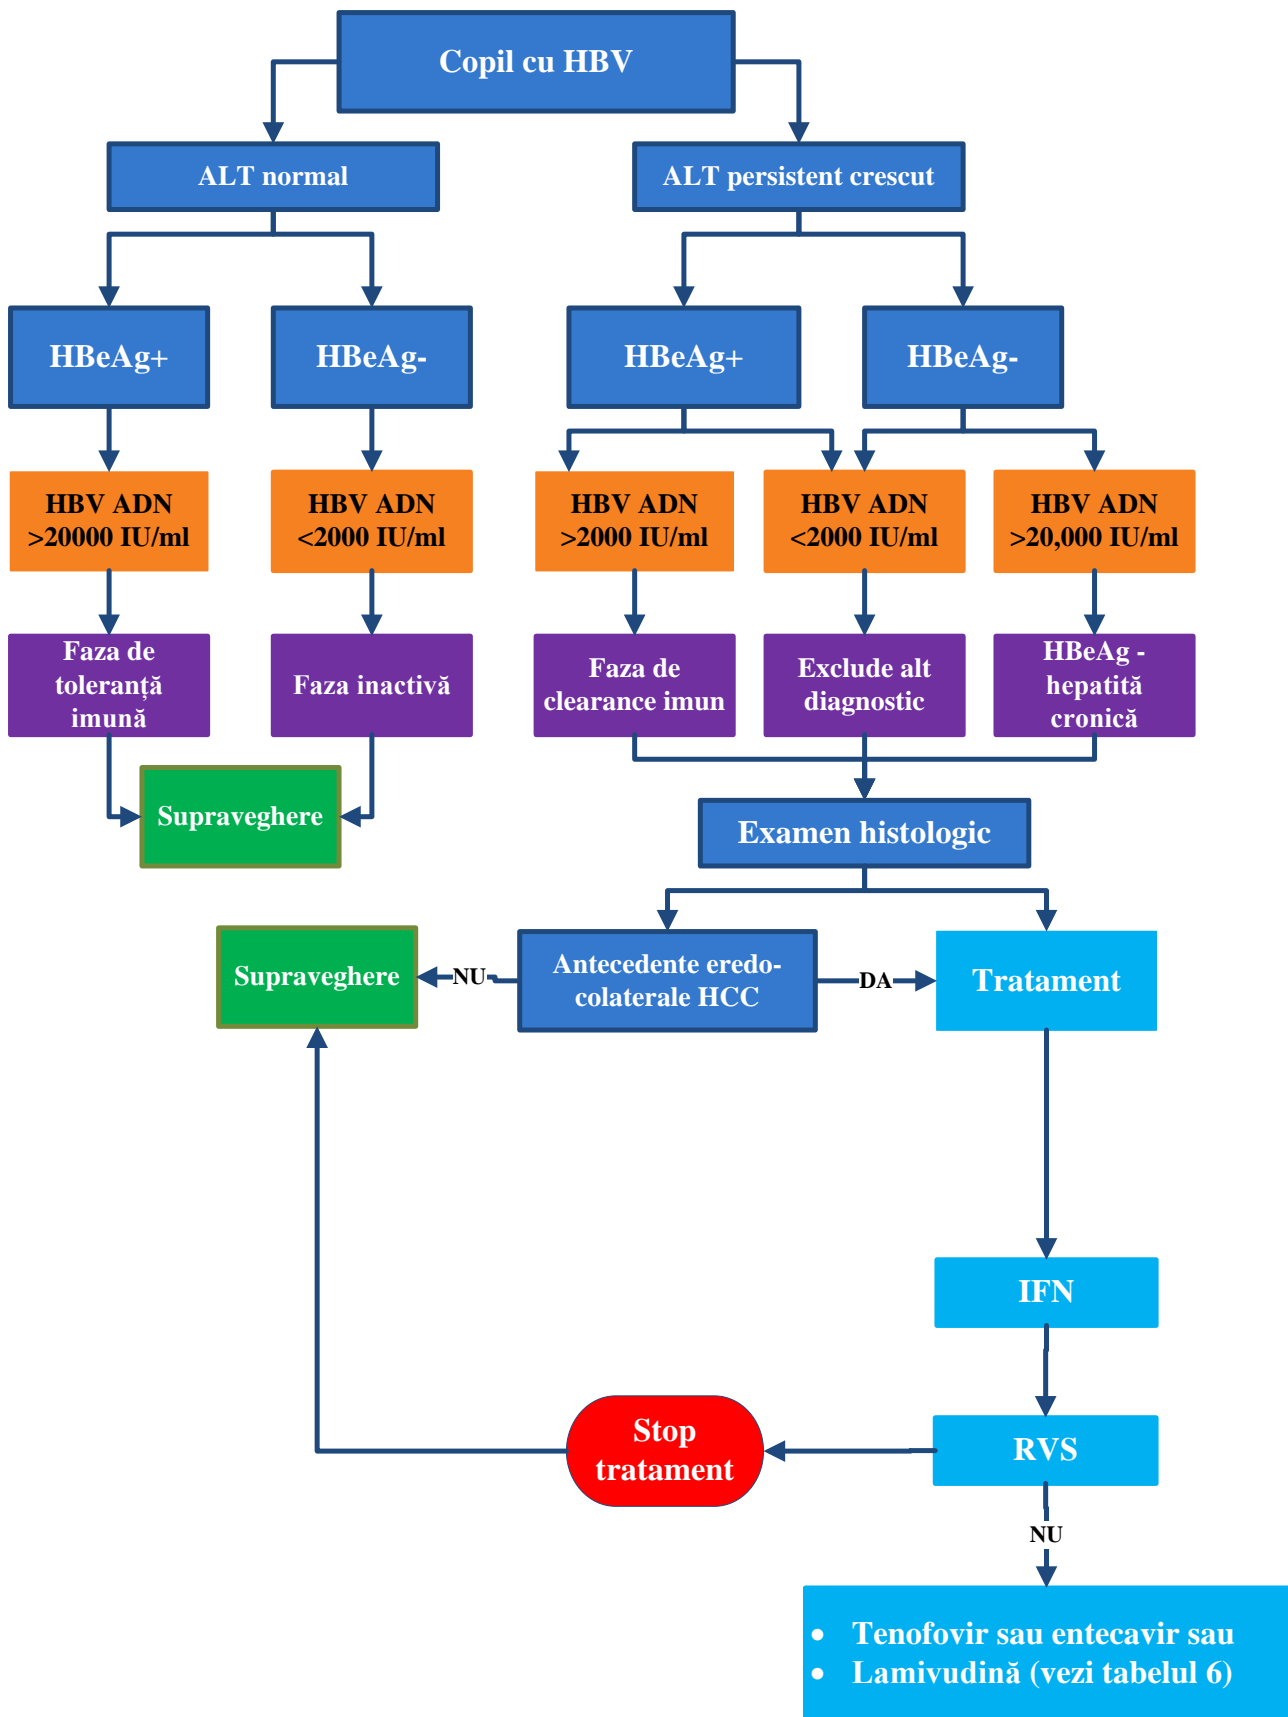 Copil cu HBV
ALT normal
ALT persistent crescut
HBeAg+
HBeAg-
HBeAg+
HBeAg-
HBV ADN
>20000 IU/ml
HBV ADN
<2000 IU/ml
HBV ADN
>2000 IU/ml
HBV ADN
<2000 IU/ml
HBV ADN
>20,000 IU/ml
Faza de
toleranță
imună
Faza inactivă
Faza de
clearance imun
Exclude alt
diagnostic
HBeAg -
hepatită
cronică
Supraveghere
Examen histologic
Supraveghere
NU
Antecedente eredo-
colaterale HCC
DA
Tratament
IFN
Stop
tratament
RVS
NU
• Tenofovir sau entecavir sau
• Lamivudină (vezi tabelul 6)